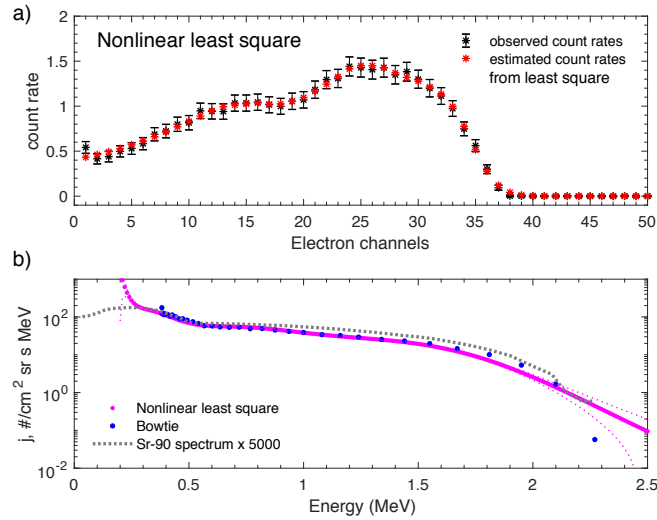 a)
Nonlinear least square
observed count rates
estimated count rates
from least square
count rate
2
1.5
1
0.5
0
0 5 10 15 20 25 30 35 40 45 50
Electron channels
b)
j, #/cm² sr s MeV
10²
10⁰
10⁻²
Nonlinear least square
Bowtie
Sr-90 spectrum x 5000
0 0.5 1 1.5 2 2.5
Energy (MeV)